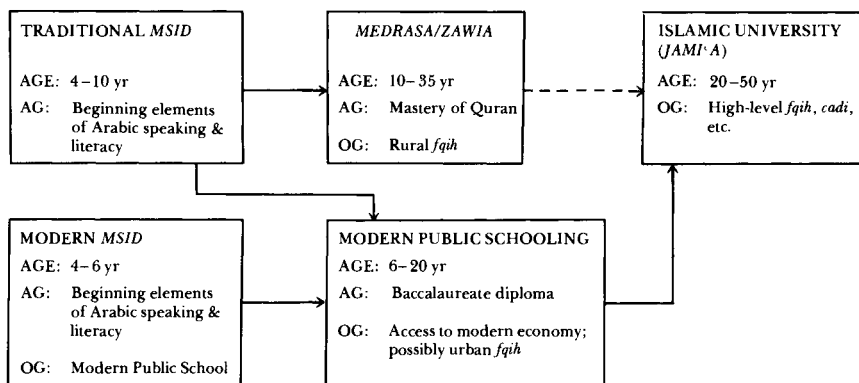 TRADITIONAL MSID
AGE: 4–10 yr
AG: Beginning elements
of Arabic speaking &
literacy
MEDRASA/ZAWIA
AGE: 10–35 yr
AG: Mastery of Quran
OG: Rural fqih
ISLAMIC UNIVERSITY
(JAMI‘A)
AGE: 20–50 yr
OG: High-level fqih, cadi,
etc.
MODERN MSID
AGE: 4–6 yr
AG: Beginning elements
of Arabic speaking &
literacy
OG: Modern Public School
MODERN PUBLIC SCHOOLING
AGE: 6–20 yr
AG: Baccalaureate diploma
OG: Access to modern economy;
possibly urban fqih